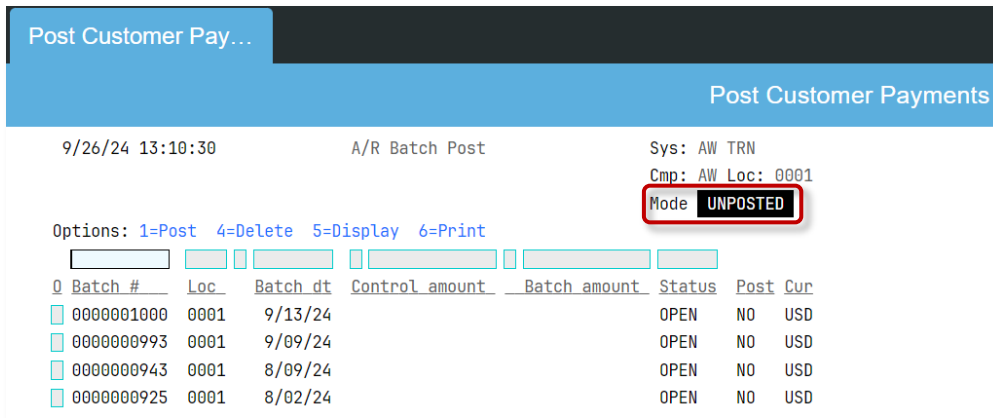 Post Customer Pay...
Post Customer Payments
9/26/24 13:10:30 A/R Batch Post Sys: AW TRN
Cmp: AW Loc: 0001
Mode UNPOSTED
Options: 1=Post 4=Delete 5=Display 6=Print
O Batch # Loc Batch dt Control amount Batch amount Status Post Cur
0000001000 0001 9/13/24 OPEN NO USD
0000000993 0001 9/09/24 OPEN NO USD
0000000943 0001 8/09/24 OPEN NO USD
0000000925 0001 8/02/24 OPEN NO USD